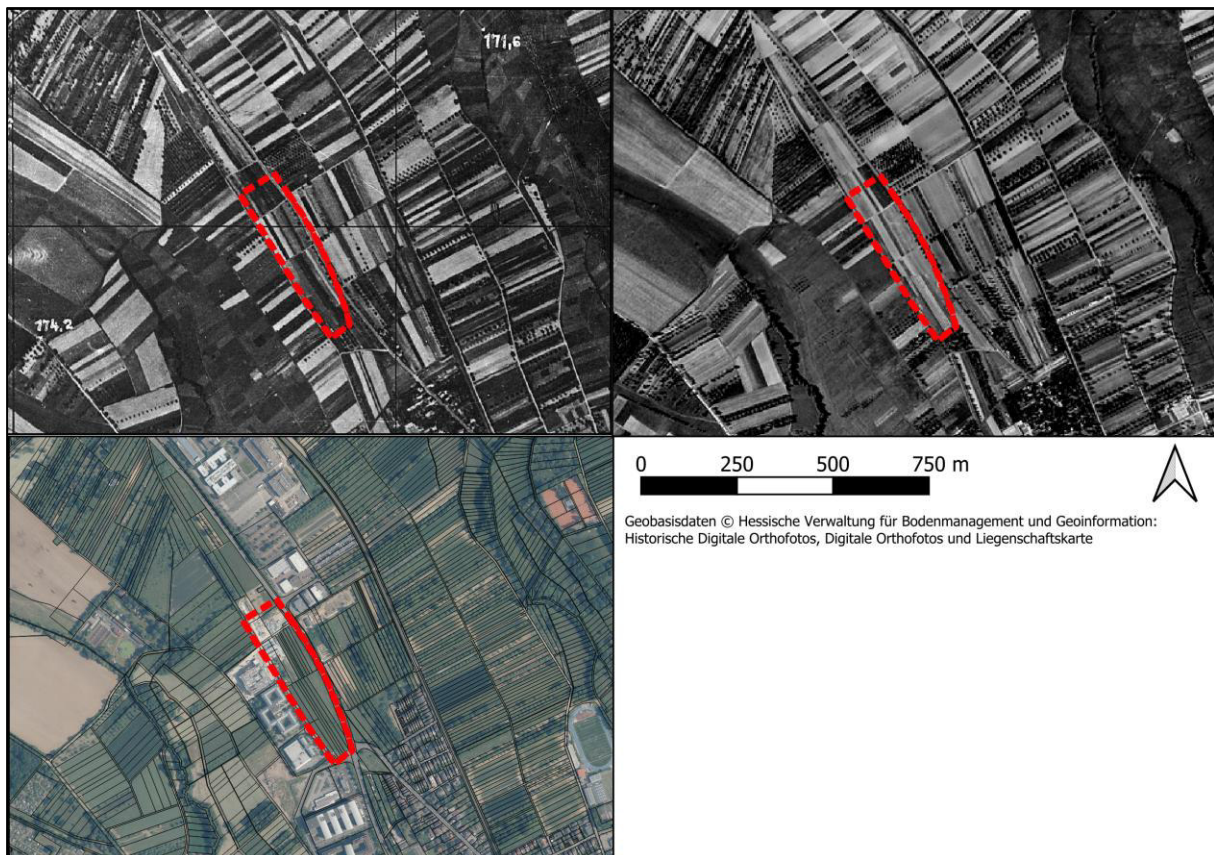 171,6
174.2
0 250 500 750 m
Geobasisdaten © Hessische Verwaltung für Bodenmanagement und Geoinformation:
Historische Digitale Orthofotos, Digitale Orthofotos und Liegenschaftskarte